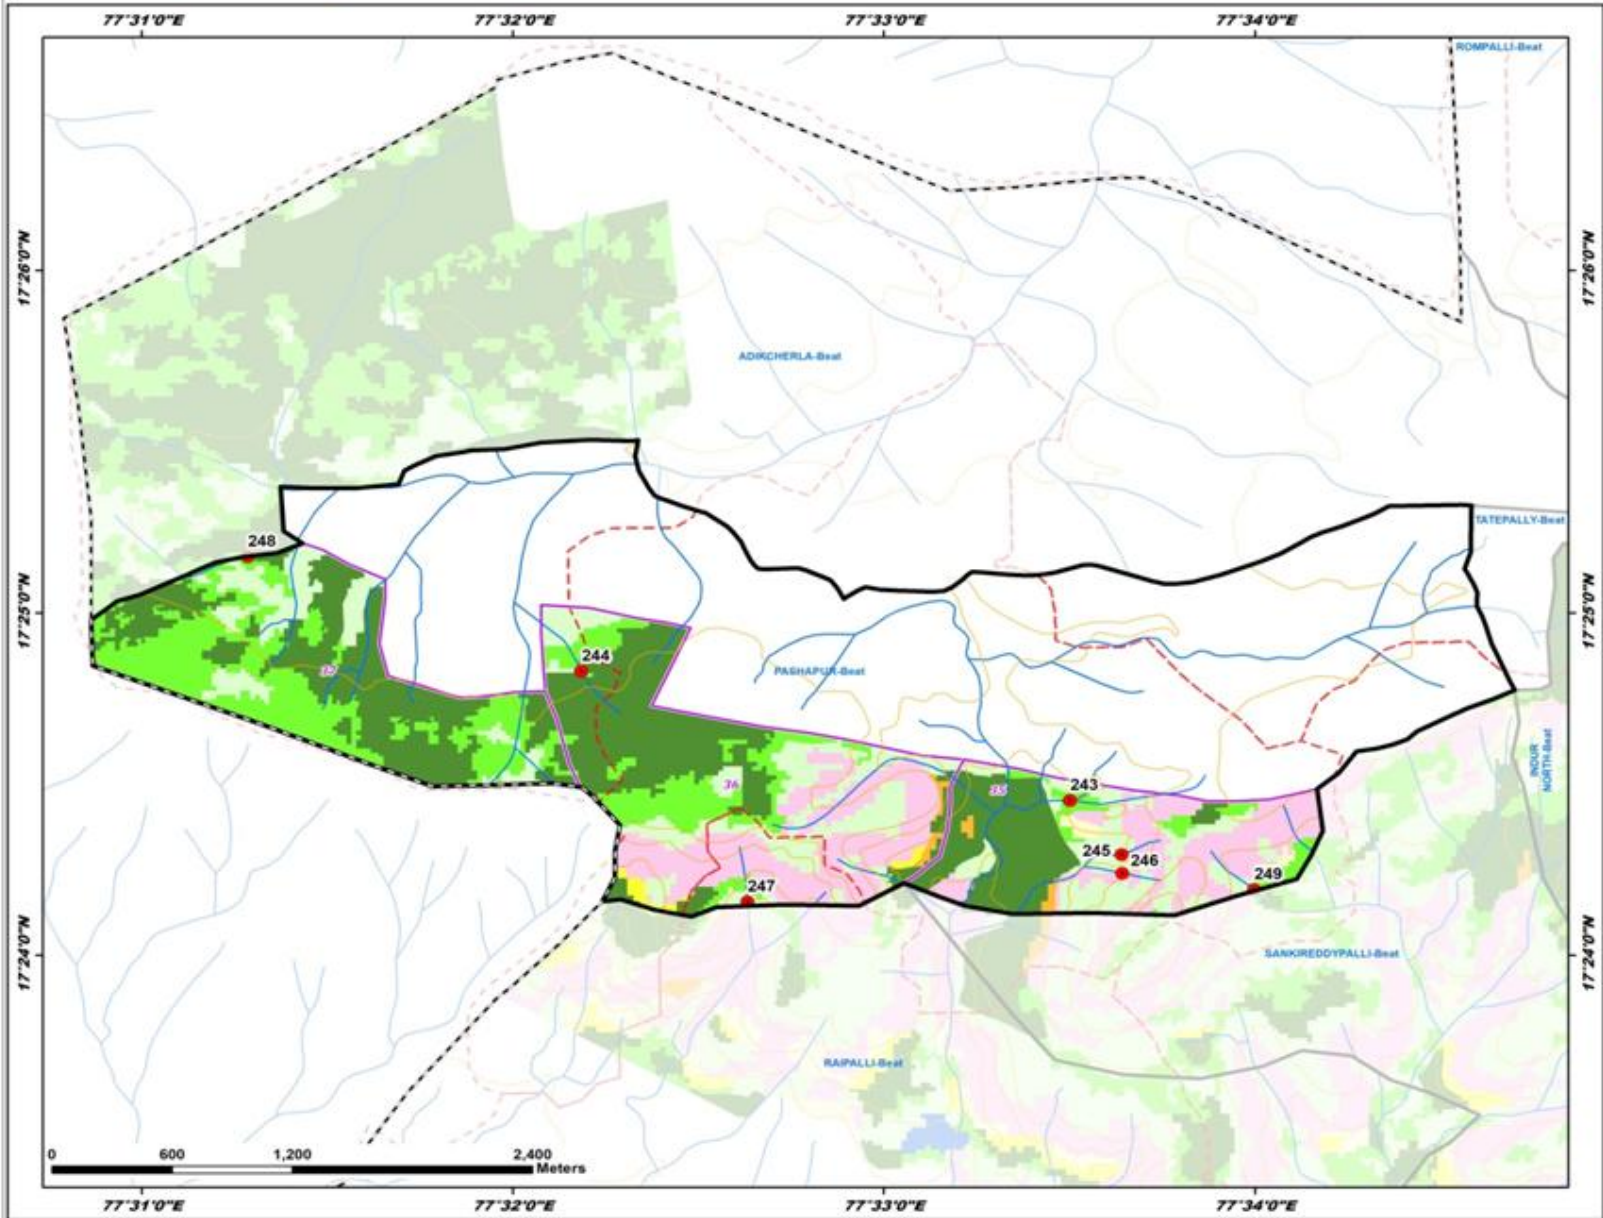 77°31'0"E 77°32'0"E 77°33'0"E 77°34'0"E
ROMPALLI-Beat
17°26'0"N 17°26'0"N
ADIKCHERLA-Beat
TATEPALLY-Beat
248
17°25'0"N 17°25'0"N
244
PASHAPUR-Beat
INDUR
NORTH-Beat
36
35
243
245
246
249
247
SANKIREDDYPALLI-Beat
17°24'0"N 17°24'0"N
RAIPALLI-Beat
0 600 1,200 2,400
Meters
77°31'0"E 77°32'0"E 77°33'0"E 77°34'0"E